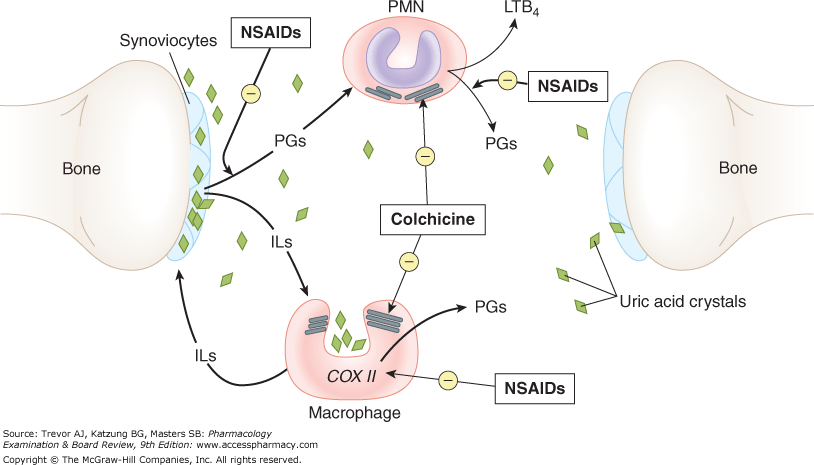 PMN
LTB4
Synoviocytes
NSAIDs
−
−
NSAIDs
PGs
PGs
Bone
−
Bone
Colchicine
ILs
−
Uric acid crystals
PGs
ILs
COX II
−
NSAIDs
Macrophage
Source: Trevor AJ, Katzung BG, Masters SB: Pharmacology
Examination & Board Review, 9th Edition: www.accesspharmacy.com
Copyright © The McGraw-Hill Companies, Inc. All rights reserved.